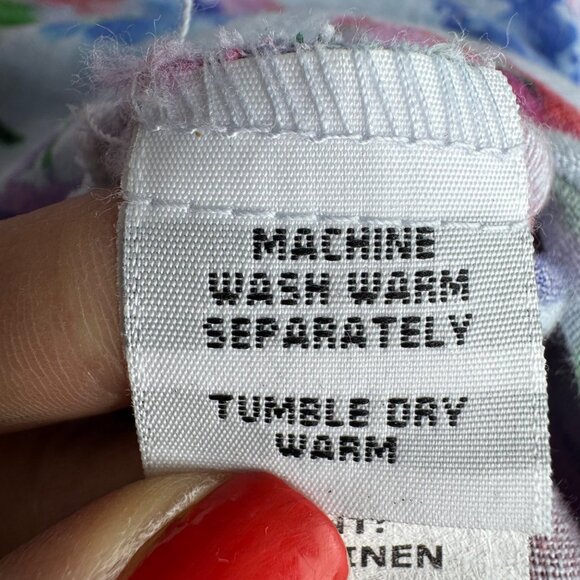 MACHINE
WASH WARM
SEPARATELY
TUMBLE DRY
WARM